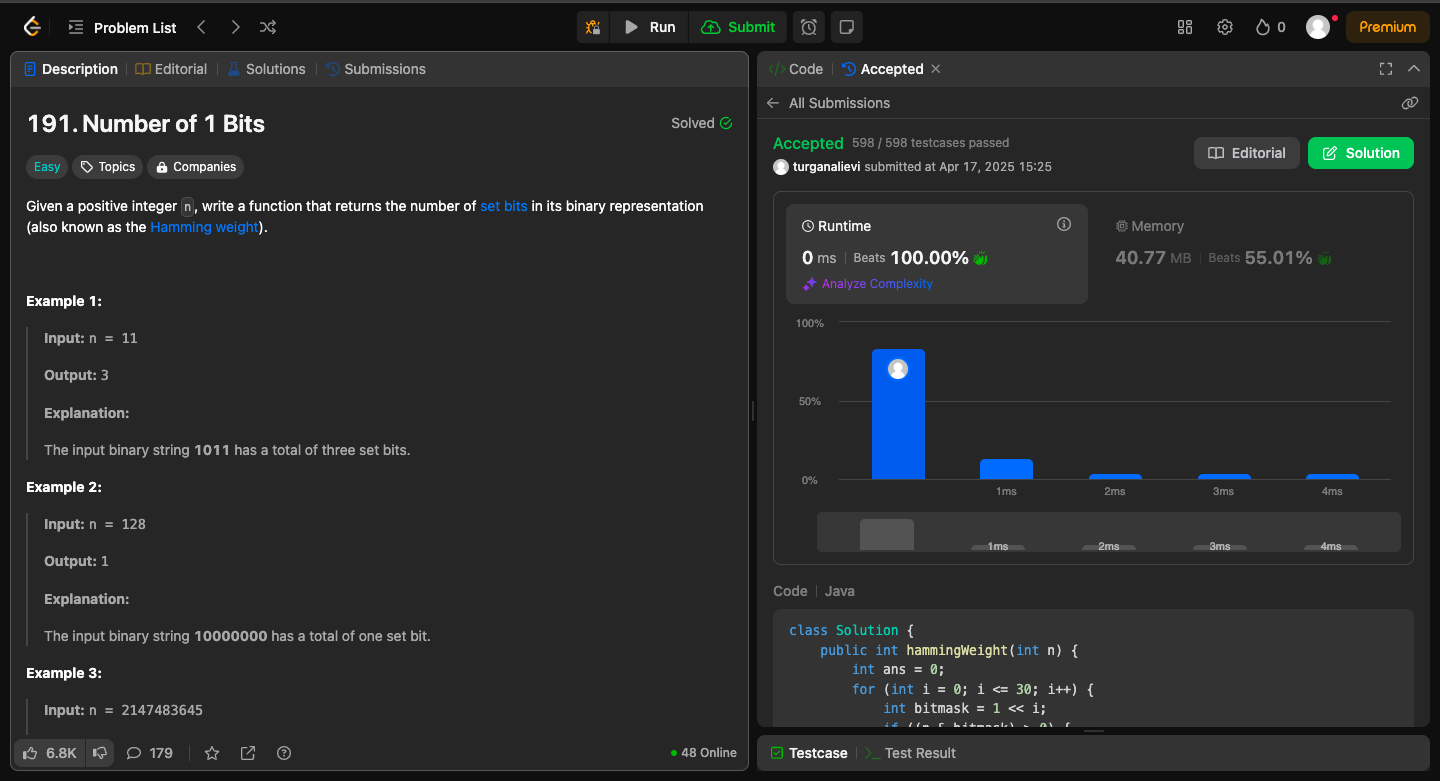 Problem List
Run
Submit
0
Premium
Description
Editorial
Solutions
Submissions
191. Number of 1 Bits
Solved
Easy
Topics
Companies
Given a positive integer n, write a function that returns the number of set bits in its binary representation
(also known as the Hamming weight).
Example 1:
Input: n = 11
Output: 3
Explanation:
The input binary string 1011 has a total of three set bits.
Example 2:
Input: n = 128
Output: 1
Explanation:
The input binary string 10000000 has a total of one set bit.
Example 3:
Input: n = 2147483645
6.8K
179
48 Online
</> Code
Accepted
All Submissions
Accepted 598 / 598 testcases passed
turganalievi submitted at Apr 17, 2025 15:25
Editorial
Solution
Runtime
0 ms Beats 100.00%
Analyze Complexity
Memory
40.77 MB Beats 55.01%
100%
50%
0%
1ms 2ms 3ms 4ms
1ms 2ms 3ms 4ms
Code Java
class Solution {
public int hammingWeight(int n) {
int ans = 0;
for (int i = 0; i <= 30; i++) {
int bitmask = 1 << i;
if ((n & bitmask) > 0) {
Testcase
Test Result